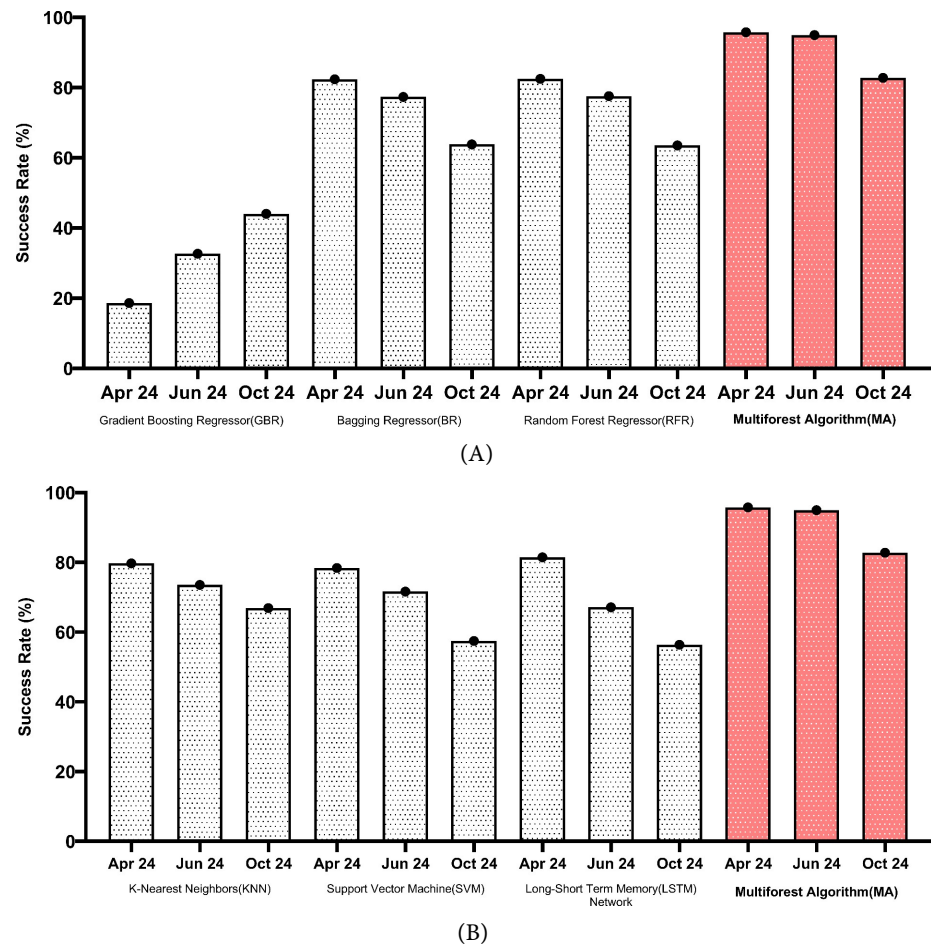 100
80
60
40
20
0
Success Rate (%)
Apr 24 Jun 24 Oct 24 Apr 24 Jun 24 Oct 24 Apr 24 Jun 24 Oct 24 Apr 24 Jun 24 Oct 24
Gradient Boosting Regressor(GBR) Bagging Regressor(BR) Random Forest Regressor(RFR) Multiforest Algorithm(MA)
(A)
100
80
60
40
20
0
Success Rate (%)
Apr 24 Jun 24 Oct 24 Apr 24 Jun 24 Oct 24 Apr 24 Jun 24 Oct 24 Apr 24 Jun 24 Oct 24
K-Nearest Neighbors(KNN) Support Vector Machine(SVM) Long-Short Term Memory(LSTM) Multiforest Algorithm(MA)
Network
(B)